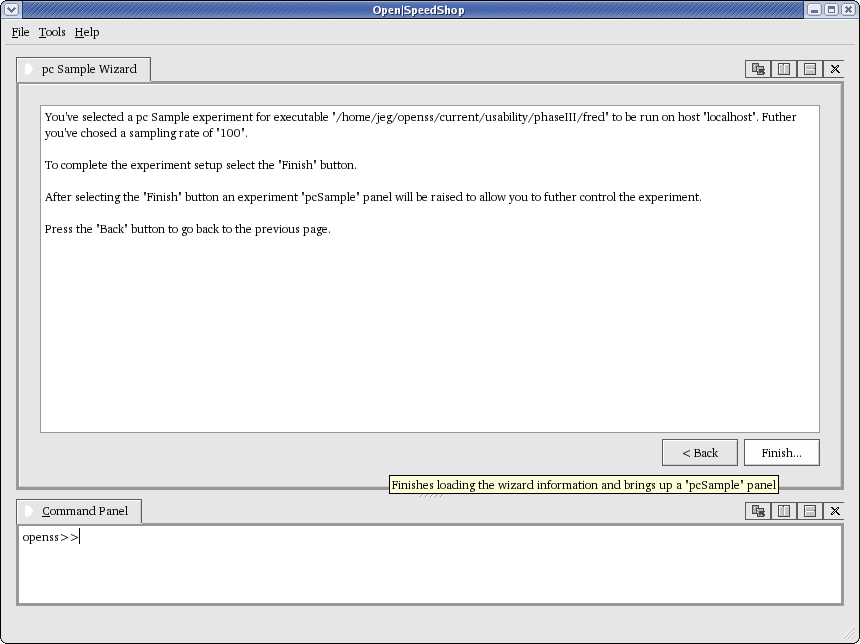 Open|SpeedShop
File Tools Help
pc Sample Wizard
You've selected a pc Sample experiment for executable "/home/jeg/openss/current/usability/phaseIII/fred" to be run on host "localhost". Futher
you've chosed a sampling rate of "100".
To complete the experiment setup select the "Finish" button.
After selecting the "Finish" button an experiment "pcSample" panel will be raised to allow you to futher control the experiment.
Press the "Back" button to go back to the previous page.
< Back Finish...
Finishes loading the wizard information and brings up a "pcSample" panel
Command Panel
openss>>